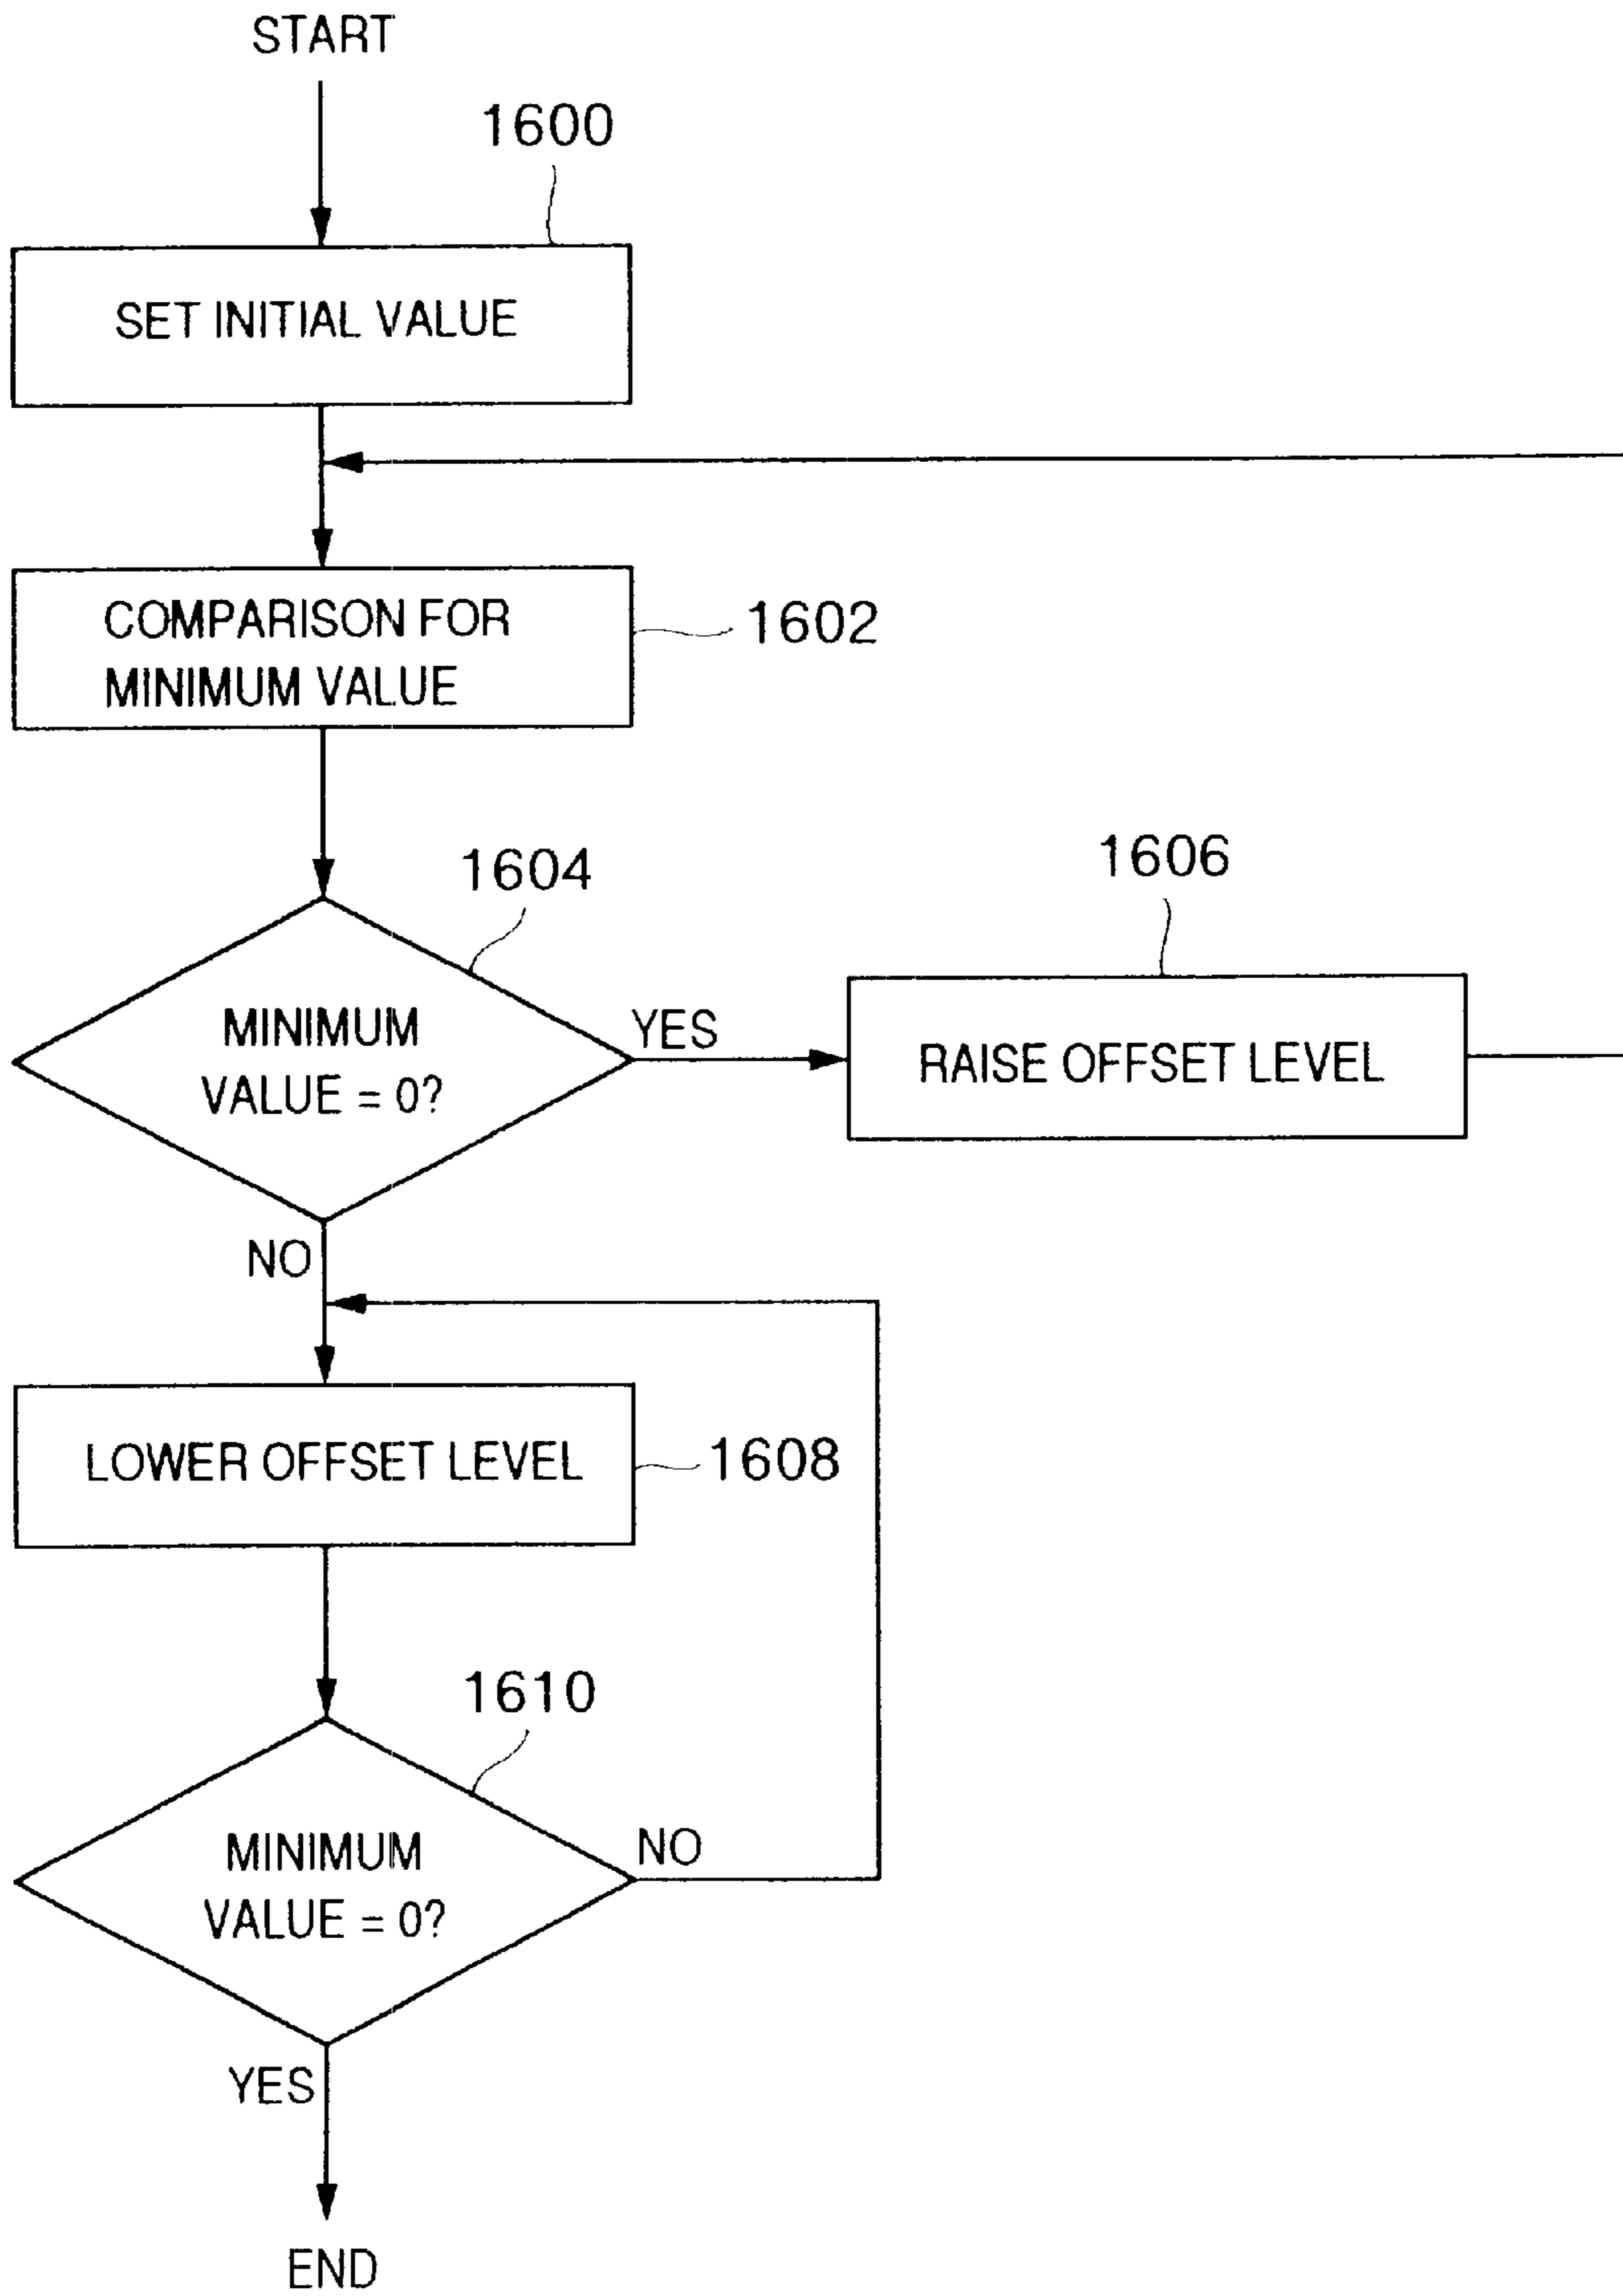 START
1600
SET INITIAL VALUE
COMPARISON FOR
MINIMUM VALUE
1602
1604
MINIMUM
VALUE = 0?
YES
1606
RAISE OFFSET LEVEL
NO
LOWER OFFSET LEVEL
1608
1610
MINIMUM
VALUE = 0?
NO
YES
END